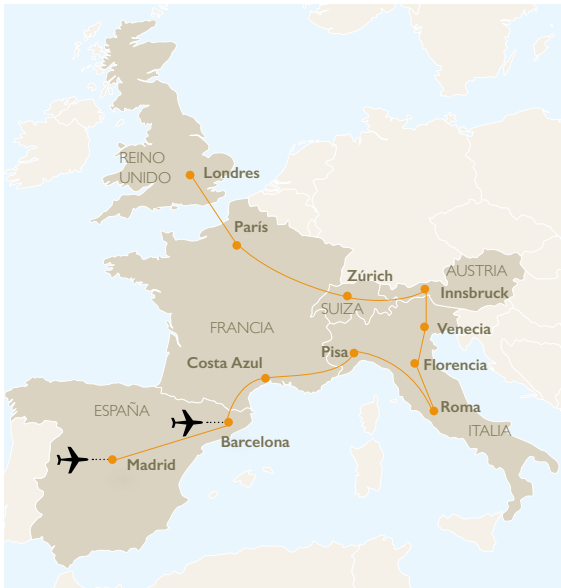 REINO
UNIDO
Londres
París
Zúrich
AUSTRIA
Innsbruck
SUIZA
FRANCIA
Venecia
Pisa
Costa Azul
Florencia
ESPAÑA
Roma
ITALIA
Barcelona
Madrid